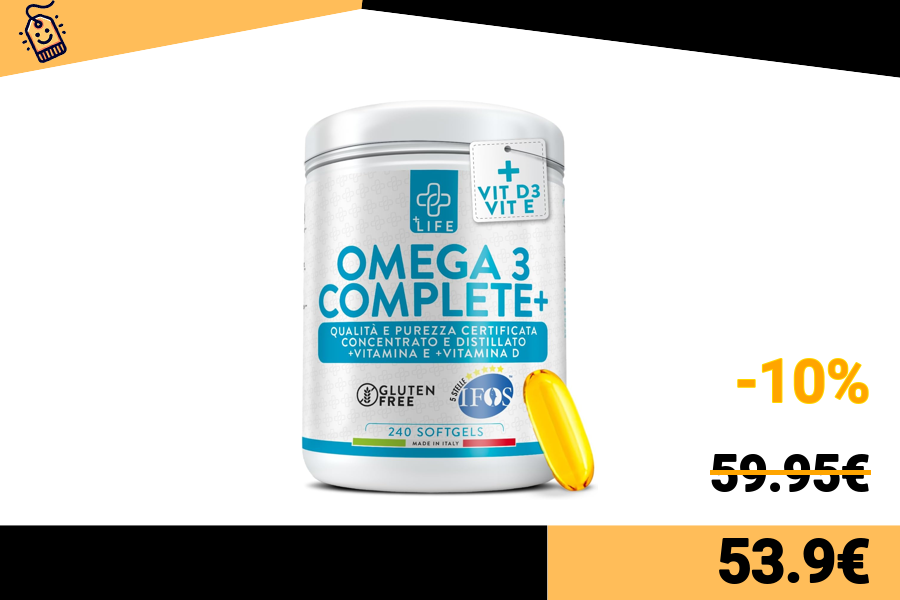 +
VIT D3
VIT E
+LIFE
OMEGA 3
COMPLETE+
QUALITÀ E PUREZZA CERTIFICATA
CONCENTRATO E DISTILLATO
+VITAMINA E +VITAMINA D
GLUTEN
FREE
5 STELLE
IFOS
240 SOFTGELS
MADE IN ITALY
-10%
59.95€
53.9€